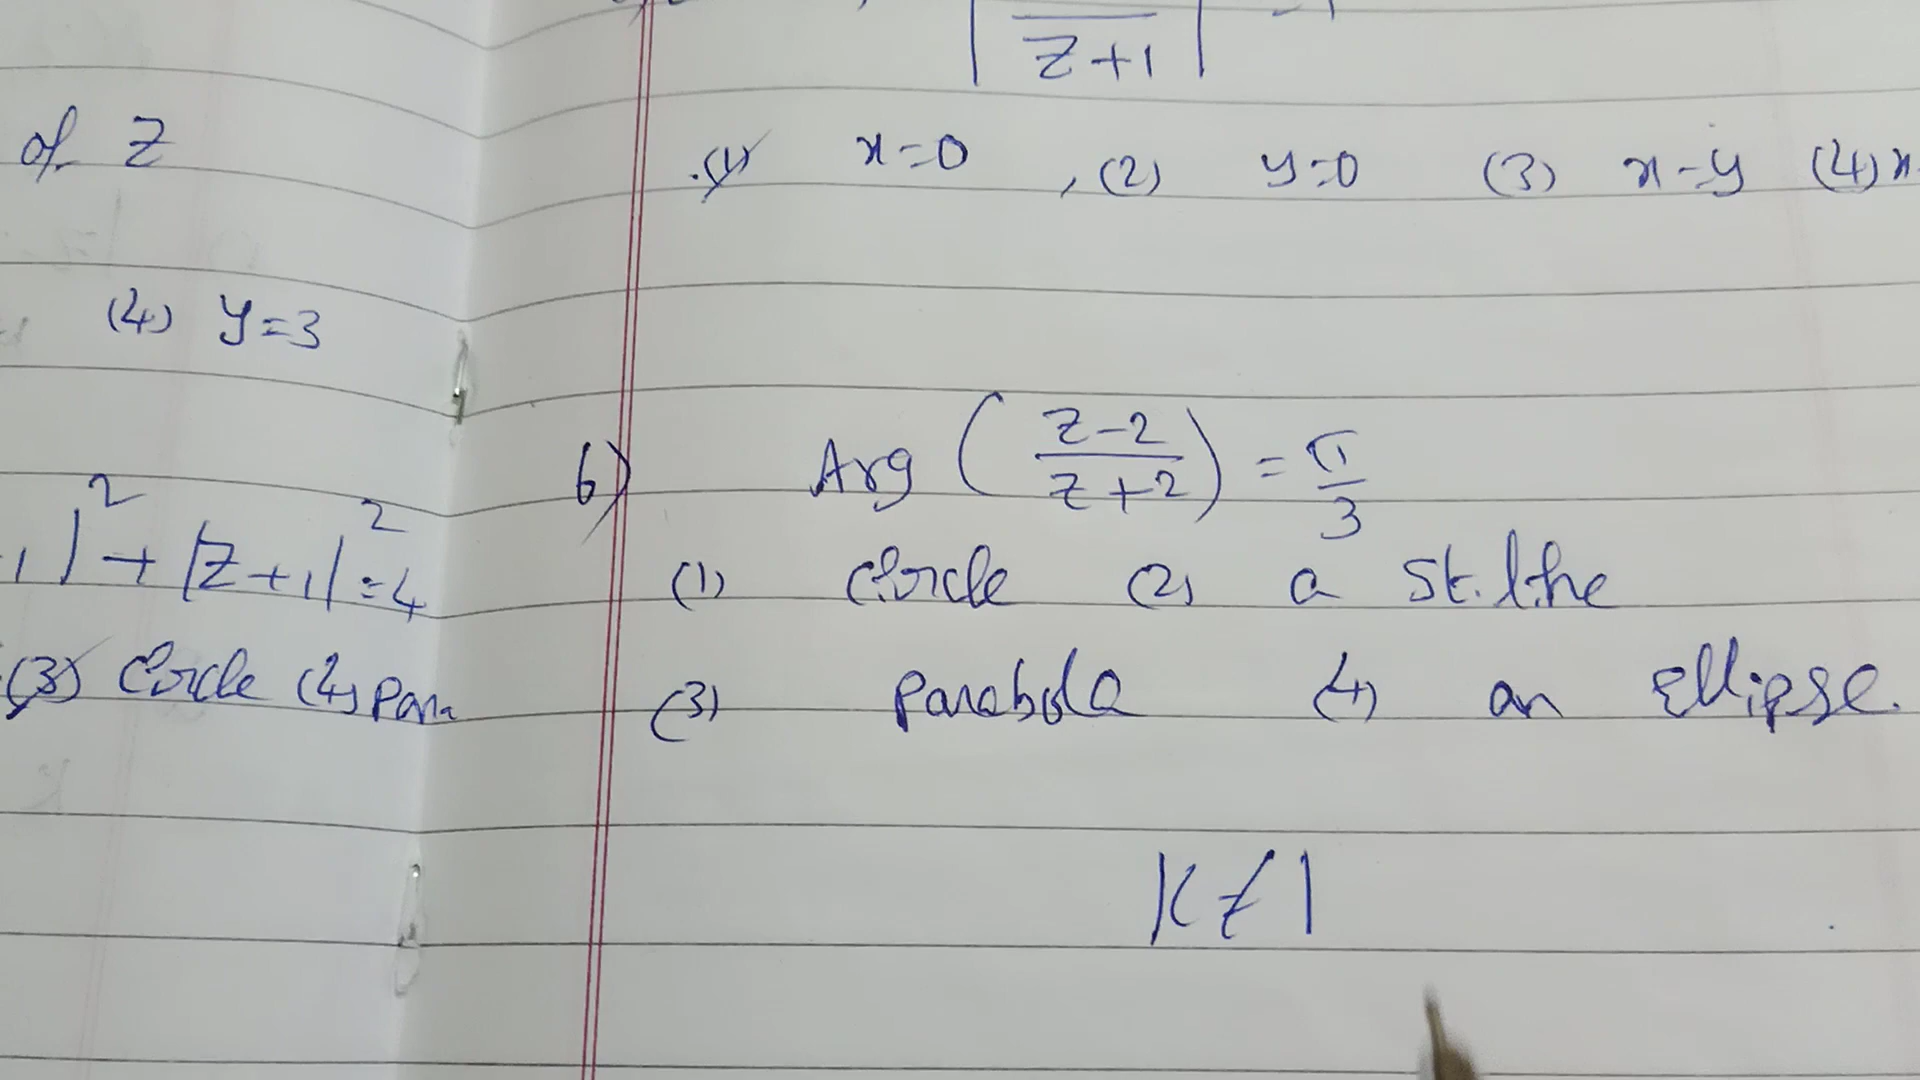 of z
(4) y=3
1|² + |z+1|² = 4
(3) Circle (4) Para
| z+1 |
(1) x=0 , (2) y=0 (3) x=y (4) x
6) Arg ( z-2 / z+2 ) = π/3
(1) Circle (2) a st. line
(3) Parabola (4) an ellipse.
K≠1